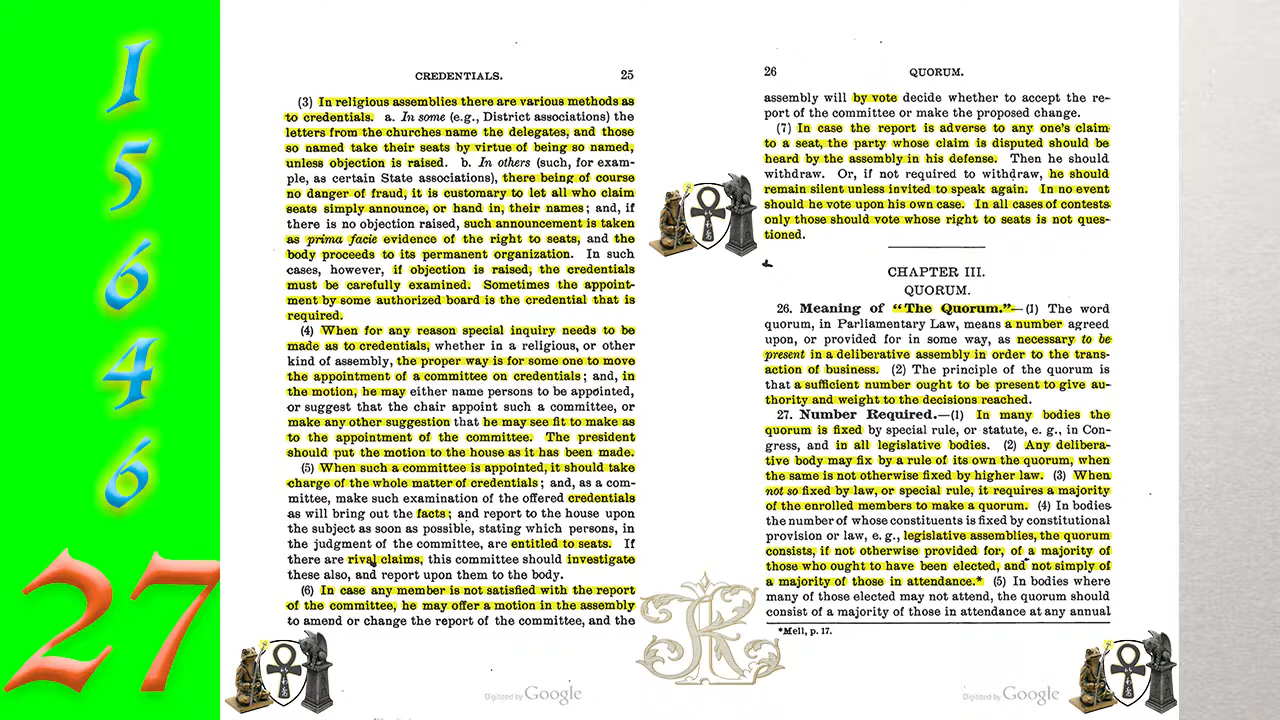 1
5
6
4
6
27
CREDENTIALS. 25
(3) In religious assemblies there are various methods as
to credentials. a. In some (e.g., District associations) the
letters from the churches name the delegates, and those
so named take their seats by virtue of being so named,
unless objection is raised. b. In others (such, for exam-
ple, as certain State associations), there being of course
no danger of fraud, it is customary to let all who claim
seats simply announce, or hand in, their names; and, if
there is no objection raised, such announcement is taken
as prima facie evidence of the right to seats, and the
body proceeds to its permanent organization. In such
cases, however, if objection is raised, the credentials
must be carefully examined. Sometimes the appoint-
ment by some authorized board is the credential that is
required.
(4) When for any reason special inquiry needs to be
made as to credentials, whether in a religious, or other
kind of assembly, the proper way is for some one to move
the appointment of a committee on credentials; and, in
the motion, he may either name persons to be appointed,
or suggest that the chair appoint such a committee, or
make any other suggestion that he may see fit to make as
to the appointment of the committee. The president
should put the motion to the house as it has been made.
(5) When such a committee is appointed, it should take
charge of the whole matter of credentials; and, as a com-
mittee, make such examination of the offered credentials
as will bring out the facts; and report to the house upon
the subject as soon as possible, stating which persons, in
the judgment of the committee, are entitled to seats. If
there are rival claims, this committee should investigate
these also, and report upon them to the body.
(6) In case any member is not satisfied with the report
of the committee, he may offer a motion in the assembly
to amend or change the report of the committee, and the
Digitized by Google
26 QUORUM.
assembly will by vote decide whether to accept the re-
port of the committee or make the proposed change.
(7) In case the report is adverse to any one's claim
to a seat, the party whose claim is disputed should be
heard by the assembly in his defense. Then he should
withdraw. Or, if not required to withdraw, he should
remain silent unless invited to speak again. In no event
should he vote upon his own case. In all cases of contests
only those should vote whose right to seats is not ques-
tioned.
CHAPTER III.
QUORUM.
26. Meaning of "The Quorum."—(1) The word
quorum, in Parliamentary Law, means a number agreed
upon, or provided for in some way, as necessary to be
present in a deliberative assembly in order to the trans-
action of business. (2) The principle of the quorum is
that a sufficient number ought to be present to give au-
thority and weight to the decisions reached.
27. Number Required.—(1) In many bodies the
quorum is fixed by special rule, or statute, e. g., in Con-
gress, and in all legislative bodies. (2) Any delibera-
tive body may fix by a rule of its own the quorum, when
the same is not otherwise fixed by higher law. (3) When
not so fixed by law, or special rule, it requires a majority
of the enrolled members to make a quorum. (4) In bodies
the number of whose constituents is fixed by constitutional
provision or law, e. g., legislative assemblies, the quorum
consists, if not otherwise provided for, of a majority of
those who ought to have been elected, and not simply of
a majority of those in attendance.* (5) In bodies where
many of those elected may not attend, the quorum should
consist of a majority of those in attendance at any annual
*Mell, p. 17.
Digitized by Google